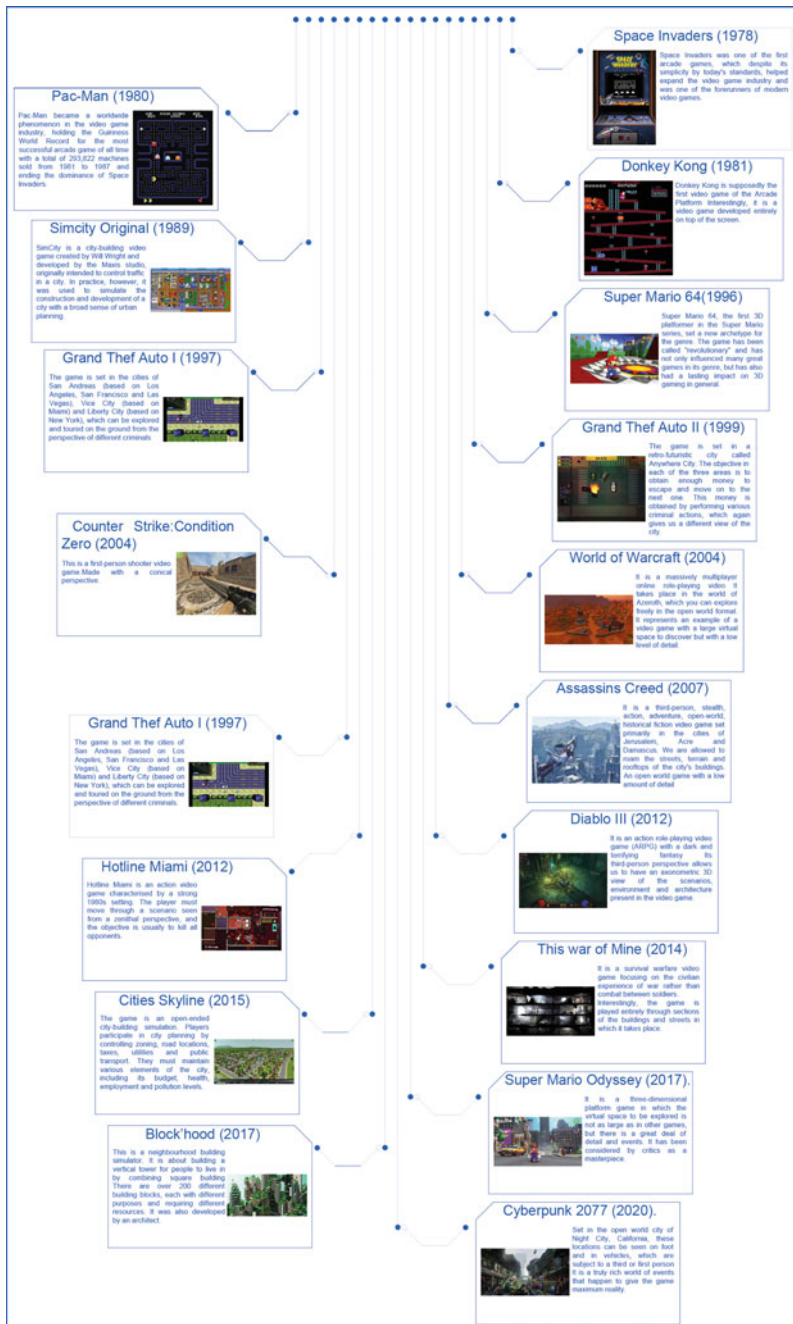 Space Invaders (1978)
Space Invaders was one of the first
arcade games, which despite its
simplicity by today's standards, helped
expand the video game industry and
was one of the forerunners of modern
video games.
Pac-Man (1980)
Pac-Man became a worldwide
phenomenon in the video game
industry, holding the Guinness
World Record for the most
successful arcade game of all time
with a total of 293,822 machines
sold from 1981 to 1987 and
ending the dominance of Space
Invaders.
Donkey Kong (1981)
Donkey Kong is supposedly the
first video game of the Arcade
Platform Interestingly, it is a
video game developed entirely
on top of the screen.
Simcity Original (1989)
SimCity is a city-building video
game created by Will Wright and
developed by the Maxis studio,
originally intended to control traffic
in a city. In practice, however, it
was used to simulate the
construction and development of a
city with a broad sense of urban
planning.
Super Mario 64(1996)
Super Mario 64, the first 3D
platformer in the Super Mario
series, set a new archetype for
the genre. The game has been
called "revolutionary" and has
not only influenced many great
games in its genre, but has also
had a lasting impact on 3D
gaming in general.
Grand Thef Auto I (1997)
The game is set in the cities of
San Andreas (based on Los
Angeles, San Francisco and Las
Vegas), Vice City (based on
Miami) and Liberty City (based on
New York), which can be explored
and toured on the ground from the
perspective of different criminals
Grand Thef Auto II (1999)
The game is set in a
retro-futuristic city called
Anywhere City. The objective in
each of the three areas is to
obtain enough money to
escape and move on to the
next one. This money is
obtained by performing various
criminal actions, which again
gives us a different view of the
city.
Counter Strike:Condition
Zero (2004)
This is a first-person shooter video
game.Made with a conical
perspective.
World of Warcraft (2004)
It is a massively multiplayer
online role-playing video It
takes place in the world of
Azeroth, which you can explore
freely in the open world format.
It represents an example of a
video game with a large virtual
space to discover but with a low
level of detail
Assassins Creed (2007)
It is a third-person, stealth,
action, adventure, open-world,
historical fiction video game set
primarily in the cities of
Jerusalem, Acre and
Damascus. We are allowed to
roam the streets, terrain and
rooftops of the city's buildings.
An open world game with a low
amount of detail
Grand Thef Auto I (1997)
The game is set in the cities of
San Andreas (based on Los
Angeles, San Francisco and Las
Vegas), Vice City (based on
Miami) and Liberty City (based on
New York), which can be explored
and toured on the ground from the
perspective of different criminals.
Diablo III (2012)
It is an action role-playing video
game (ARPG) with a dark and
terrifying fantasy Its
third-person perspective allows
us to have an axonometric 3D
view of the scenarios,
environment and architecture
present in the video game
Hotline Miami (2012)
Hotline Miami is an action video
game characterised by a strong
1980s setting. The player must
move through a scenario seen
from a zenithal perspective, and
the objective is usually to kill all
opponents.
This war of Mine (2014)
It is a survival warfare video
game focusing on the civilian
experience of war rather than
combat between soldiers.
Interestingly, the game is
played entirely through sections
of the buildings and streets in
which it takes place.
Cities Skyline (2015)
The game is an open-ended
city-building simulation. Players
participate in city planning by
controlling zoning, road locations,
taxes, utilities and public
transport. They must maintain
various elements of the city,
including its budget, health,
employment and pollution levels.
Super Mario Odyssey (2017).
It is a three-dimensional
platform game in which the
virtual space to be explored is
not as large as in other games,
but there is a great deal of
detail and events. It has been
considered by critics as a
masterpiece.
Block'hood (2017)
This is a neighbourhood building
simulator. It is about building a
vertical tower for people to live in
by combining square building
There are over 200 different
building blocks, each with different
purposes and requiring different
resources. It was also developed
by an architect.
Cyberpunk 2077 (2020).
Set in the open world city of
Night City, California, these
locations can be seen on foot
and in vehicles, which are
subject to a third or first person
It is a truly rich world of events
that happen to give the game
maximum reality.